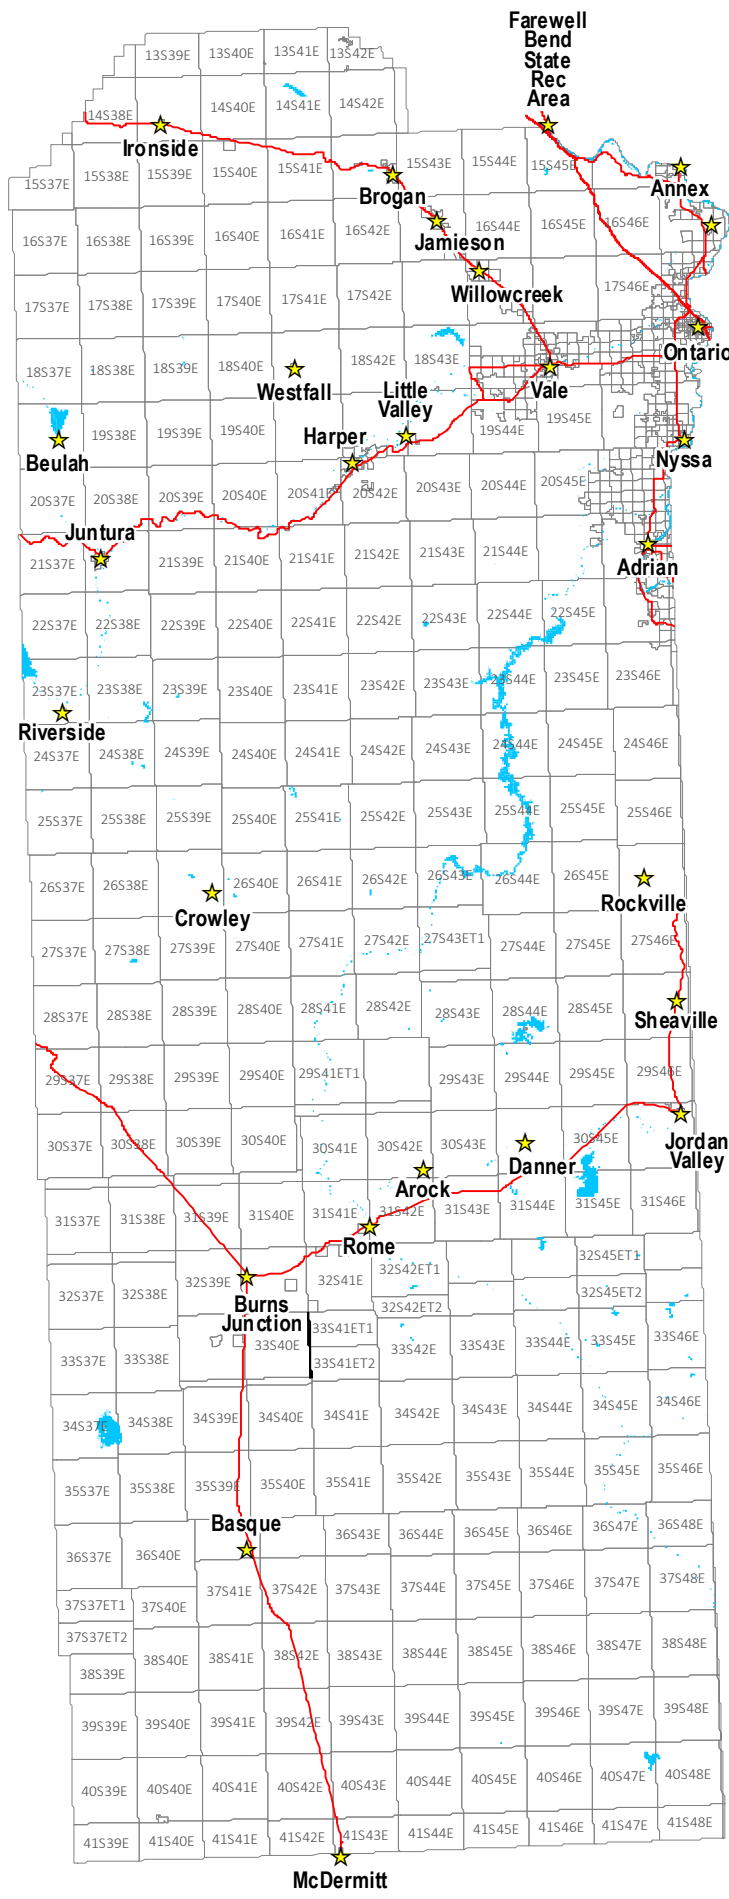 Farewell
Bend
State
Rec
Area
13S39E 13S40E 13S41E 13S42E
14S38E 14S40E 14S41E 14S42E
Ironside
15S37E 15S38E 15S39E 15S40E 15S41E 15S43E 15S44E 15S45E
Brogan
Annex
16S37E 16S38E 16S39E 16S40E 16S41E 16S42E 16S44E 16S45E 16S46E
Jamieson
17S37E 17S38E 17S39E 17S40E 17S41E 17S42E 17S46E
Willowcreek
Ontario
18S37E 18S38E 18S39E 18S40E 18S42E 18S43E
Westfall
Vale
Little
Valley
19S38E 19S39E 19S40E 19S44E 19S45E
Harper
Beulah
Nyssa
20S37E 20S38E 20S39E 20S40E 20S41E 20S42E 20S43E 20S44E 20S45E
Juntura
21S37E 21S39E 21S40E 21S41E 21S42E 21S43E 21S44E
Adrian
22S37E 22S38E 22S39E 22S40E 22S41E 22S42E 22S43E 22S44E 22S45E
23S37E 23S38E 23S39E 23S40E 23S41E 23S42E 23S43E 23S44E 23S46E
Riverside
24S37E 24S38E 24S39E 24S40E 24S41E 24S42E 24S43E 24S44E 24S45E 24S46E
25S37E 25S38E 25S39E 25S40E 25S41E 25S42E 25S43E 25S44E 25S45E 25S46E
26S37E 26S38E 26S40E 26S41E 26S42E 26S43E 26S44E 26S45E
Crowley
Rockville
27S37E 27S38E 27S39E 27S40E 27S41E 27S42E 27S43ET1 27S44E 27S45E 27S46E
28S37E 28S38E 28S39E 28S40E 28S41E 28S42E 28S43E 28S44E 28S45E
Sheaville
29S37E 29S38E 29S39E 29S40E 29S41ET1 29S43E 29S44E 29S45E 29S46E
30S37E 30S38E 30S39E 30S40E 30S41E 30S42E 30S43E 30S45E
Jordan
Valley
Danner
Arock
31S37E 31S38E 31S39E 31S40E 31S41E 31S42E 31S43E 31S44E 31S45E 31S46E
Rome
32S37E 32S38E 32S39E 32S41E 32S42ET1 32S45ET1
32S42ET2 32S45ET2
Burns
Junction
33S37E 33S38E 33S40E 33S41ET1 33S42E 33S43E 33S44E 33S45E 33S46E
33S41ET2
34S37E 34S38E 34S39E 34S40E 34S41E 34S42E 34S43E 34S44E 34S45E 34S46E
35S37E 35S38E 35S39E 35S40E 35S41E 35S42E 35S43E 35S44E 35S45E 35S46E
Basque
36S37E 36S40E 36S43E 36S44E 36S45E 36S46E 36S47E 36S48E
37S37ET1 37S40E 37S41E 37S42E 37S43E 37S44E 37S45E 37S46E 37S47E 37S48E
37S37ET2
38S39E 38S40E 38S41E 38S42E 38S43E 38S44E 38S45E 38S46E 38S47E 38S48E
39S39E 39S40E 39S41E 39S42E 39S43E 39S44E 39S45E 39S46E 39S47E 39S48E
40S39E 40S40E 40S41E 40S42E 40S43E 40S44E 40S45E 40S46E 40S47E 40S48E
41S39E 41S40E 41S41E 41S42E 41S43E 41S44E 41S45E 41S46E 41S47E 41S48E
McDermitt